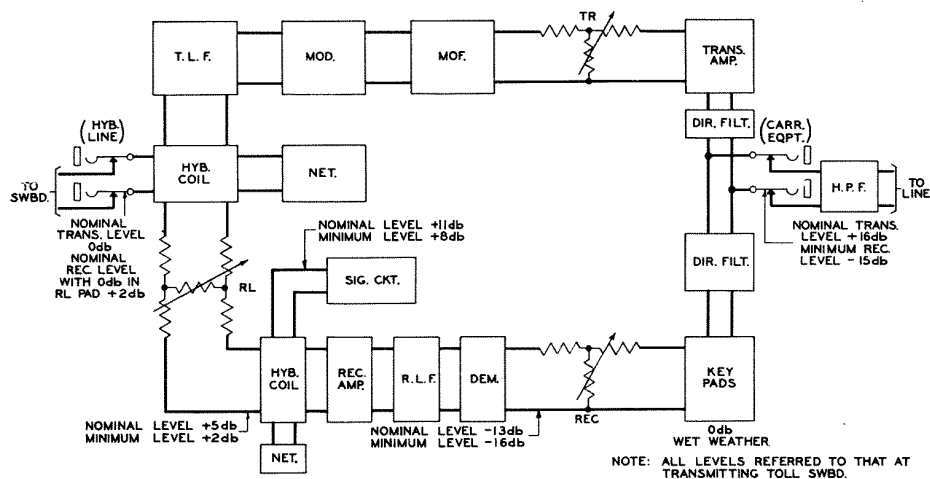 TR
T.L.F.
MOD.
MOF.
TRANS.
AMP.
DIR. FILT.
(HYB.
LINE)
(CARR.
EQPT.)
TO
SWBD.
HYB.
COIL
NET.
H.P.F.
TO
LINE
NOMINAL
TRANS. LEVEL
0db
NOMINAL
REC. LEVEL
WITH 0db IN
RL PAD +2db
NOMINAL LEVEL +11db
MINIMUM LEVEL +8db
NOMINAL TRANS.
LEVEL +16db
MINIMUM REC.
LEVEL -15db
RL
SIG. CKT.
DIR. FILT.
HYB.
COIL
REC.
AMP.
R.L.F.
DEM.
REC
KEY
PADS
NOMINAL LEVEL +5db
MINIMUM LEVEL +2db
NOMINAL LEVEL -13db
MINIMUM LEVEL -16db
0db
WET WEATHER
NET.
NOTE: ALL LEVELS REFERRED TO THAT AT
TRANSMITTING TOLL SWBD.